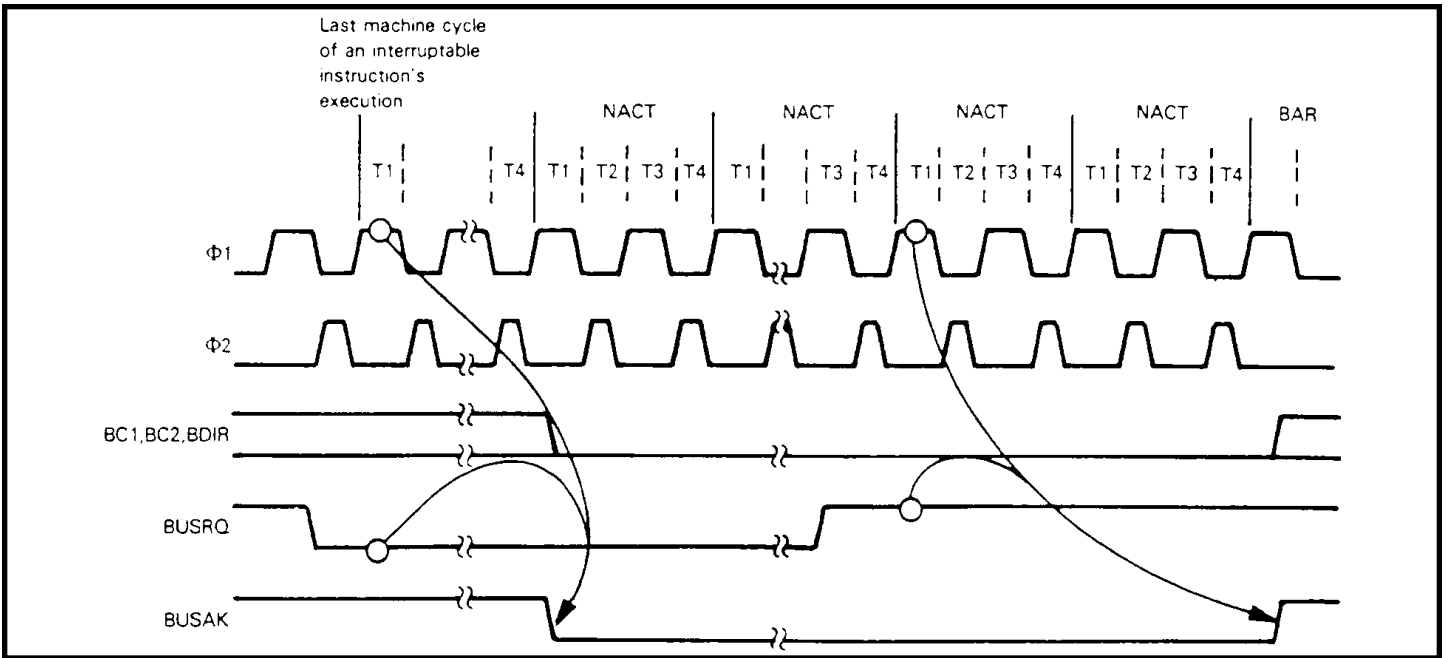 Last machine cycle
of an interruptable
instruction's
execution
NACT NACT NACT NACT BAR
T1 T4 T1 T2 T3 T4 T1 T3 T4 T1 T2 T3 T4 T1 T2 T3 T4
Φ1
Φ2
BC1,BC2,BDIR
BUSRQ
BUSAK